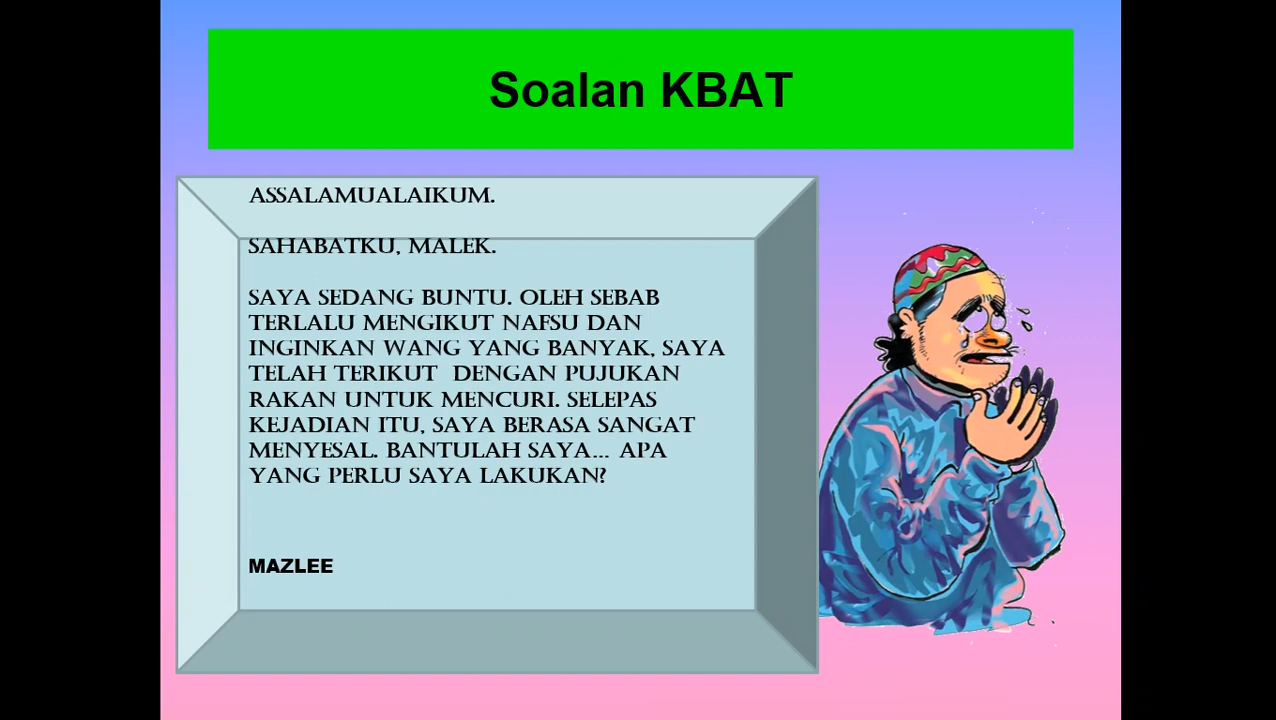 Soalan KBAT
ASSALAMUALAIKUM.
SAHABATKU, MALEK.
SAYA SEDANG BUNTU. OLEH SEBAB
TERLALU MENGIKUT NAFSU DAN
INGINKAN WANG YANG BANYAK, SAYA
TELAH TERIKUT DENGAN PUJUKAN
RAKAN UNTUK MENCURI. SELEPAS
KEJADIAN ITU, SAYA BERASA SANGAT
MENYESAL. BANTULAH SAYA... APA
YANG PERLU SAYA LAKUKAN?
MAZLEE